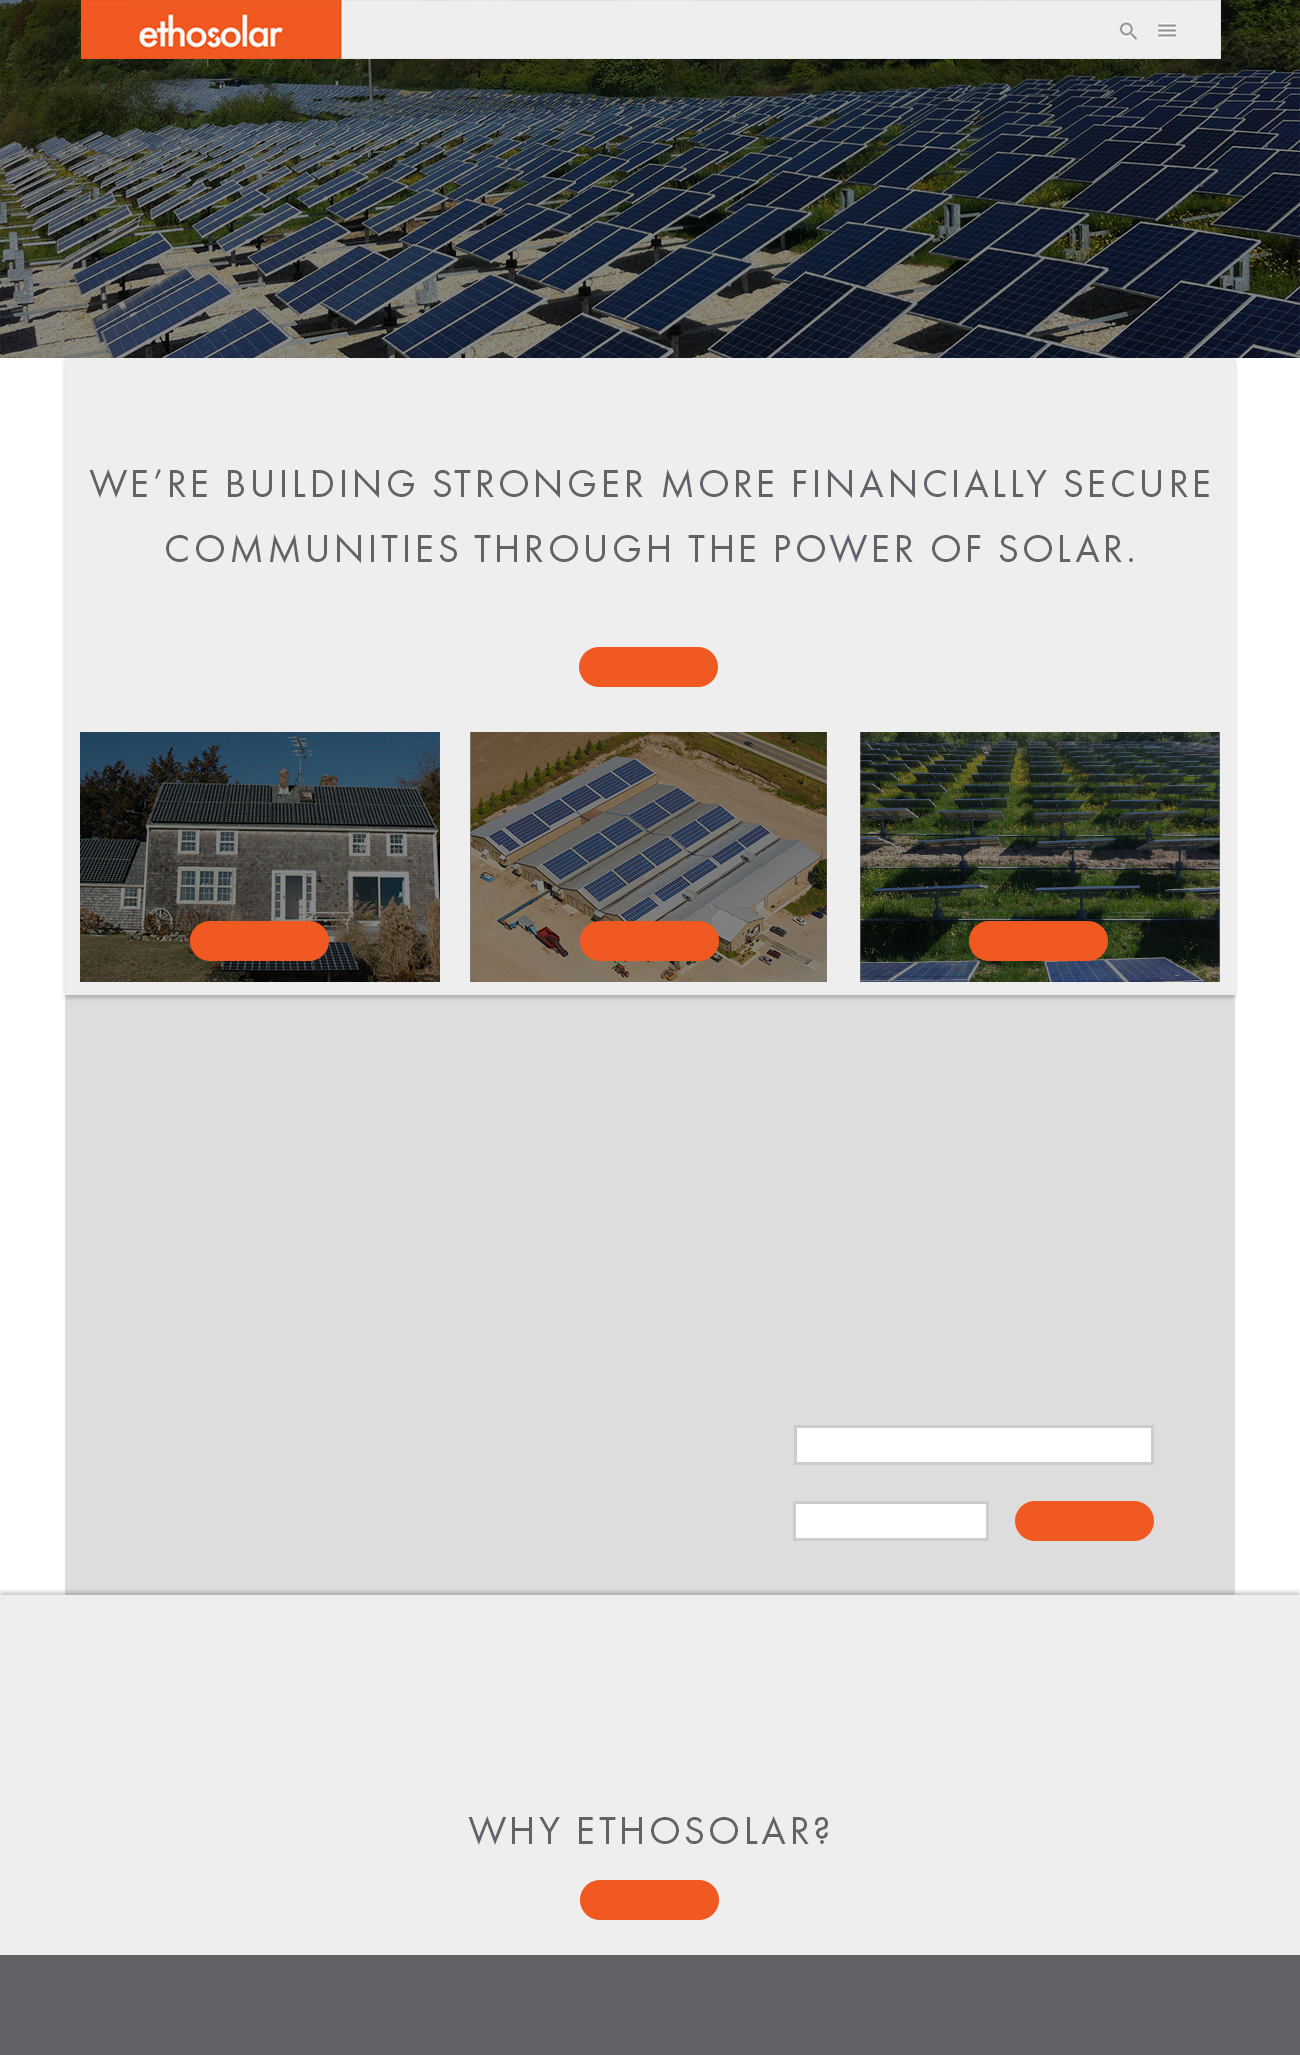 ethosolar
WE’RE BUILDING STRONGER MORE FINANCIALLY SECURE
COMMUNITIES THROUGH THE POWER OF SOLAR.
WHY ETHOSOLAR?